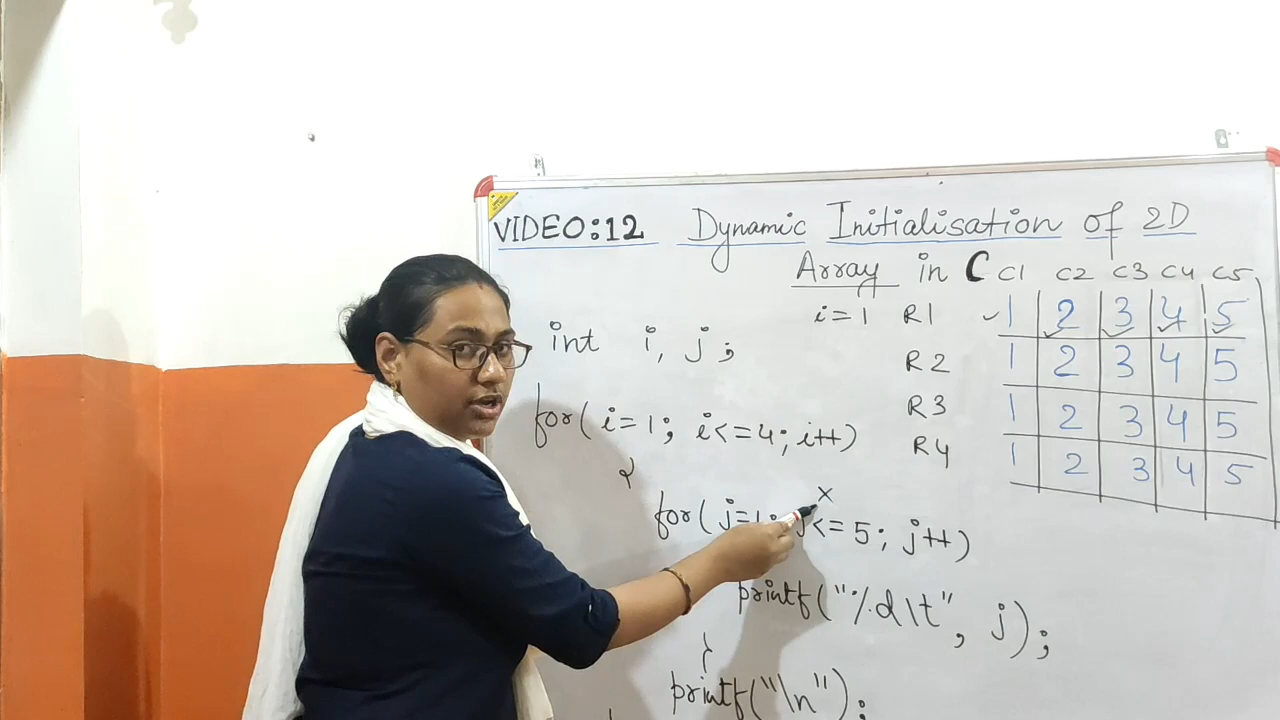 VIDEO:12 Dynamic Initialisation of 2D
Array in C
C1 C2 C3 C4 C5
i=1 R1 ✓1 2 3 4 5
R2 1 2 3 4 5
R3 1 2 3 4 5
R4 1 2 3 4 5
int i, j ;
for( i=1; i<=4; i++)
{
x
for( j=1; j<=5; j++)
printf("%d\t", j);
}
printf("\n");